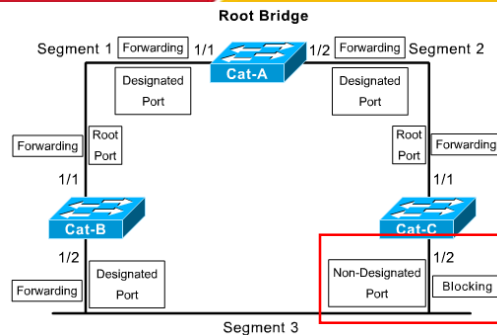 Root Bridge
Segment 1
Forwarding
1/1
1/2
Forwarding
Segment 2
Cat-A
Designated
Port
Designated
Port
Forwarding
Root
Port
Root
Port
Forwarding
1/1
1/1
Cat-B
Cat-C
1/2
1/2
Forwarding
Designated
Port
Non-Designated
Port
Blocking
Segment 3